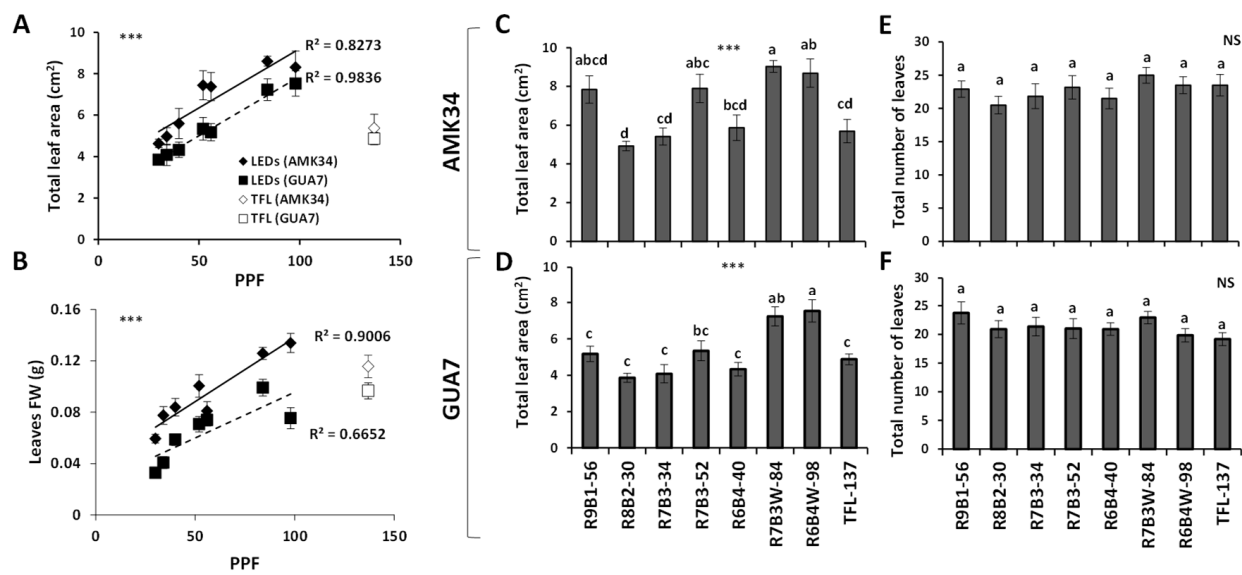 A
***
R² = 0.8273
R² = 0.9836
Total leaf area (cm²)
10
8
6
4
2
0
LEDs (AMK34)
LEDs (GUA7)
TFL (AMK34)
TFL (GUA7)
0
50
100
150
PPF
B
***
R² = 0.9006
R² = 0.6652
Leaves FW (g)
0.16
0.12
0.08
0.04
0.00
0
50
100
150
PPF
AMK34
GUA7
C
***
Total leaf area (cm²)
10
8
6
4
2
0
abcd
d
cd
abc
bcd
a
ab
cd
D
***
Total leaf area (cm²)
10
8
6
4
2
0
c
c
c
bc
c
ab
a
c
R9B1-56
R8B2-30
R7B3-34
R7B3-52
R6B4-40
R7B3W-84
R6B4W-98
TFL-137
E
NS
Total number of leaves
30
25
20
15
10
5
0
a
a
a
a
a
a
a
a
F
NS
Total number of leaves
30
25
20
15
10
5
0
a
a
a
a
a
a
a
a
R9B1-56
R8B2-30
R7B3-34
R7B3-52
R6B4-40
R7B3W-84
R6B4W-98
TFL-137